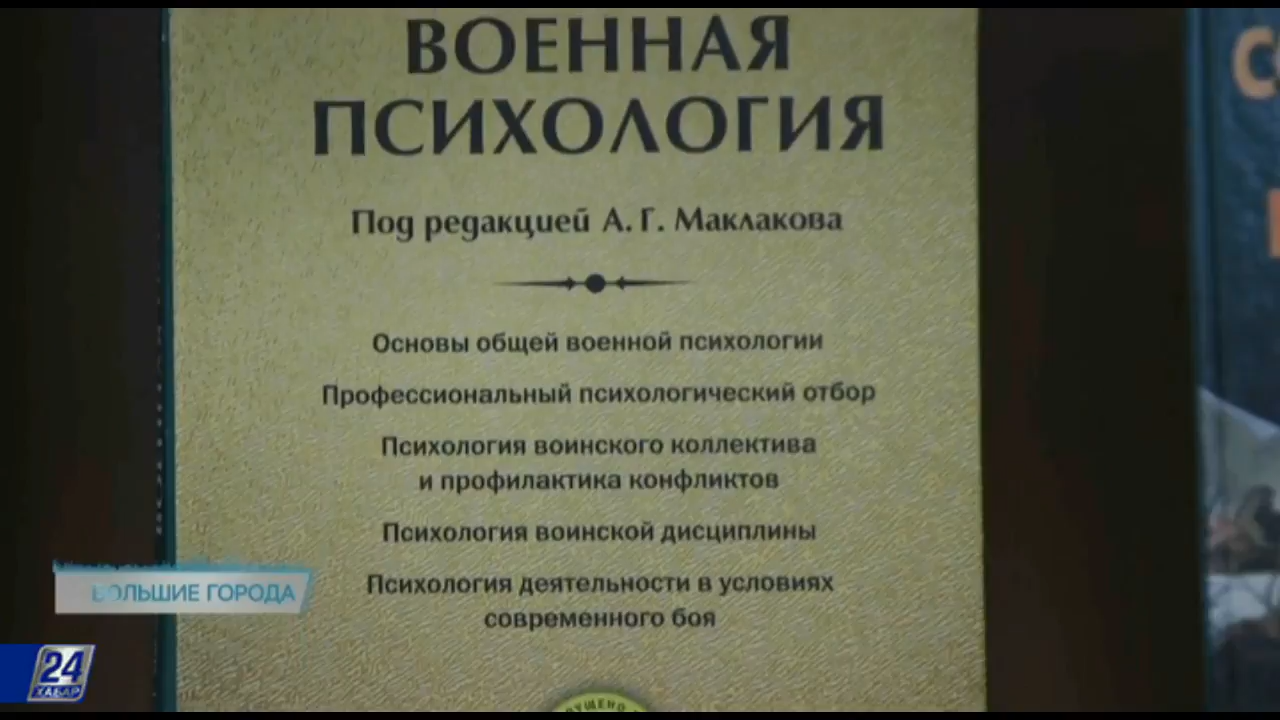 ВОЕННАЯ
ПСИХОЛОГИЯ
Под редакцией А. Г. Маклакова
Основы общей военной психологии
Профессиональный психологический отбор
Психология воинского коллектива
и профилактика конфликтов
Психология воинской дисциплины
Психология деятельности в условиях
современного боя
БОЛЬШИЕ ГОРОДА
24
ХАБАР